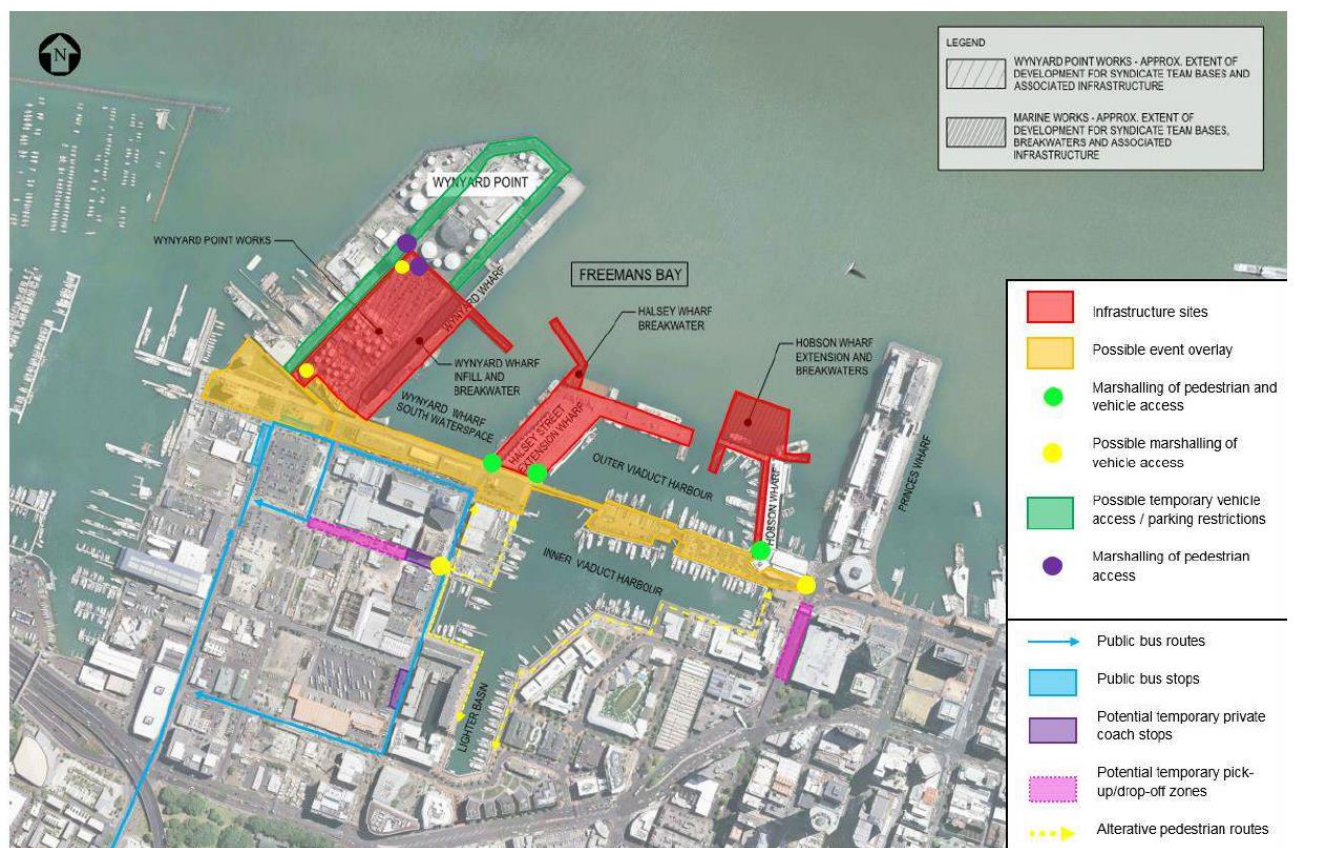 N
LEGEND
WYNYARD POINT WORKS - APPROX. EXTENT OF
DEVELOPMENT FOR SYNDICATE TEAM BASES AND
ASSOCIATED INFRASTRUCTURE
MARINE WORKS - APPROX. EXTENT OF
DEVELOPMENT FOR SYNDICATE TEAM BASES,
BREAKWATERS AND ASSOCIATED
INFRASTRUCTURE
WYNYARD POINT
WYNYARD POINT WORKS
FREEMANS BAY
WYNYARD WHARF
HALSEY WHARF
BREAKWATER
HOBSON WHARF
EXTENSION AND
BREAKWATERS
WYNYARD WHARF
INFILL AND
BREAKWATER
WYNYARD WHARF
SOUTH WATERSPACE
HALSEY STREET
EXTENSION WHARF
OUTER VIADUCT HARBOUR
HOBSON WHARF
PRINCES WHARF
INNER VIADUCT HARBOUR
LIGHTER BASIN
Infrastructure sites
Possible event overlay
Marshalling of pedestrian and
vehicle access
Possible marshalling of
vehicle access
Possible temporary vehicle
access / parking restrictions
Marshalling of pedestrian
access
Public bus routes
Public bus stops
Potential temporary private
coach stops
Potential temporary pick-
up/drop-off zones
Alterative pedestrian routes